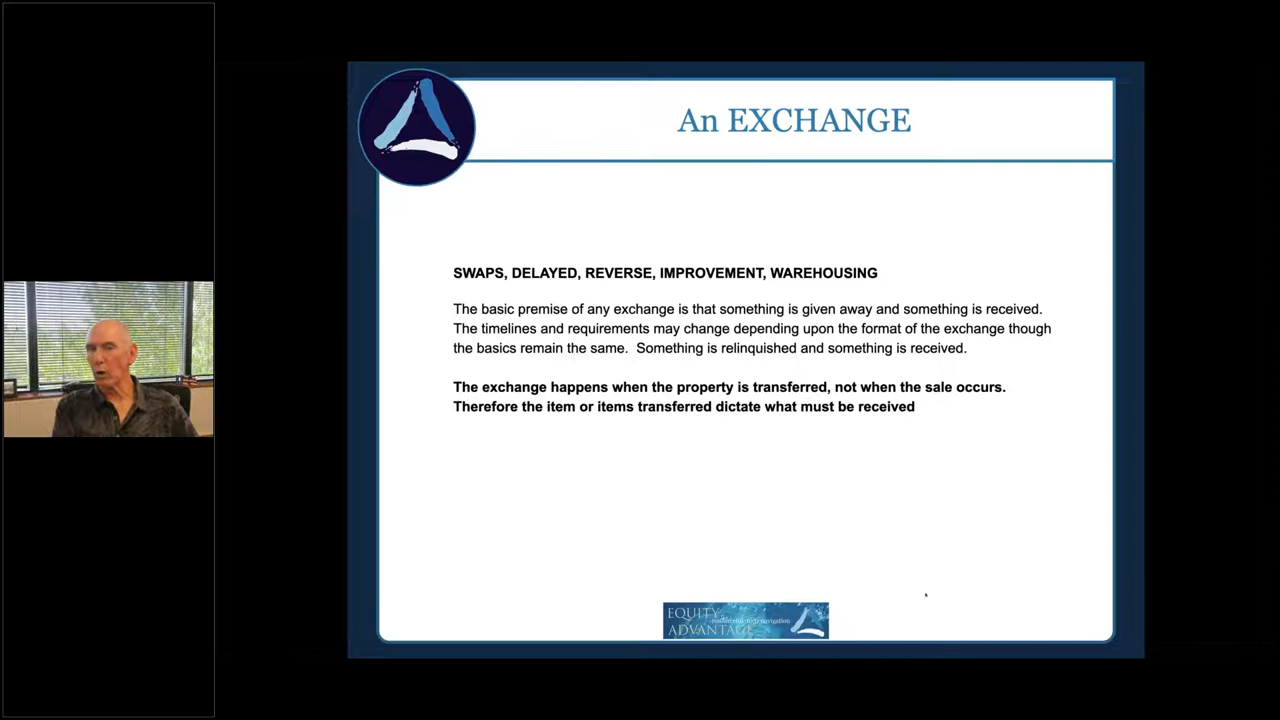 An EXCHANGE
SWAPS, DELAYED, REVERSE, IMPROVEMENT, WAREHOUSING
The basic premise of any exchange is that something is given away and something is received.
The timelines and requirements may change depending upon the format of the exchange though
the basics remain the same.  Something is relinquished and something is received.
The exchange happens when the property is transferred, not when the sale occurs.
Therefore the item or items transferred dictate what must be received
EQUITY
ADVANTAGE